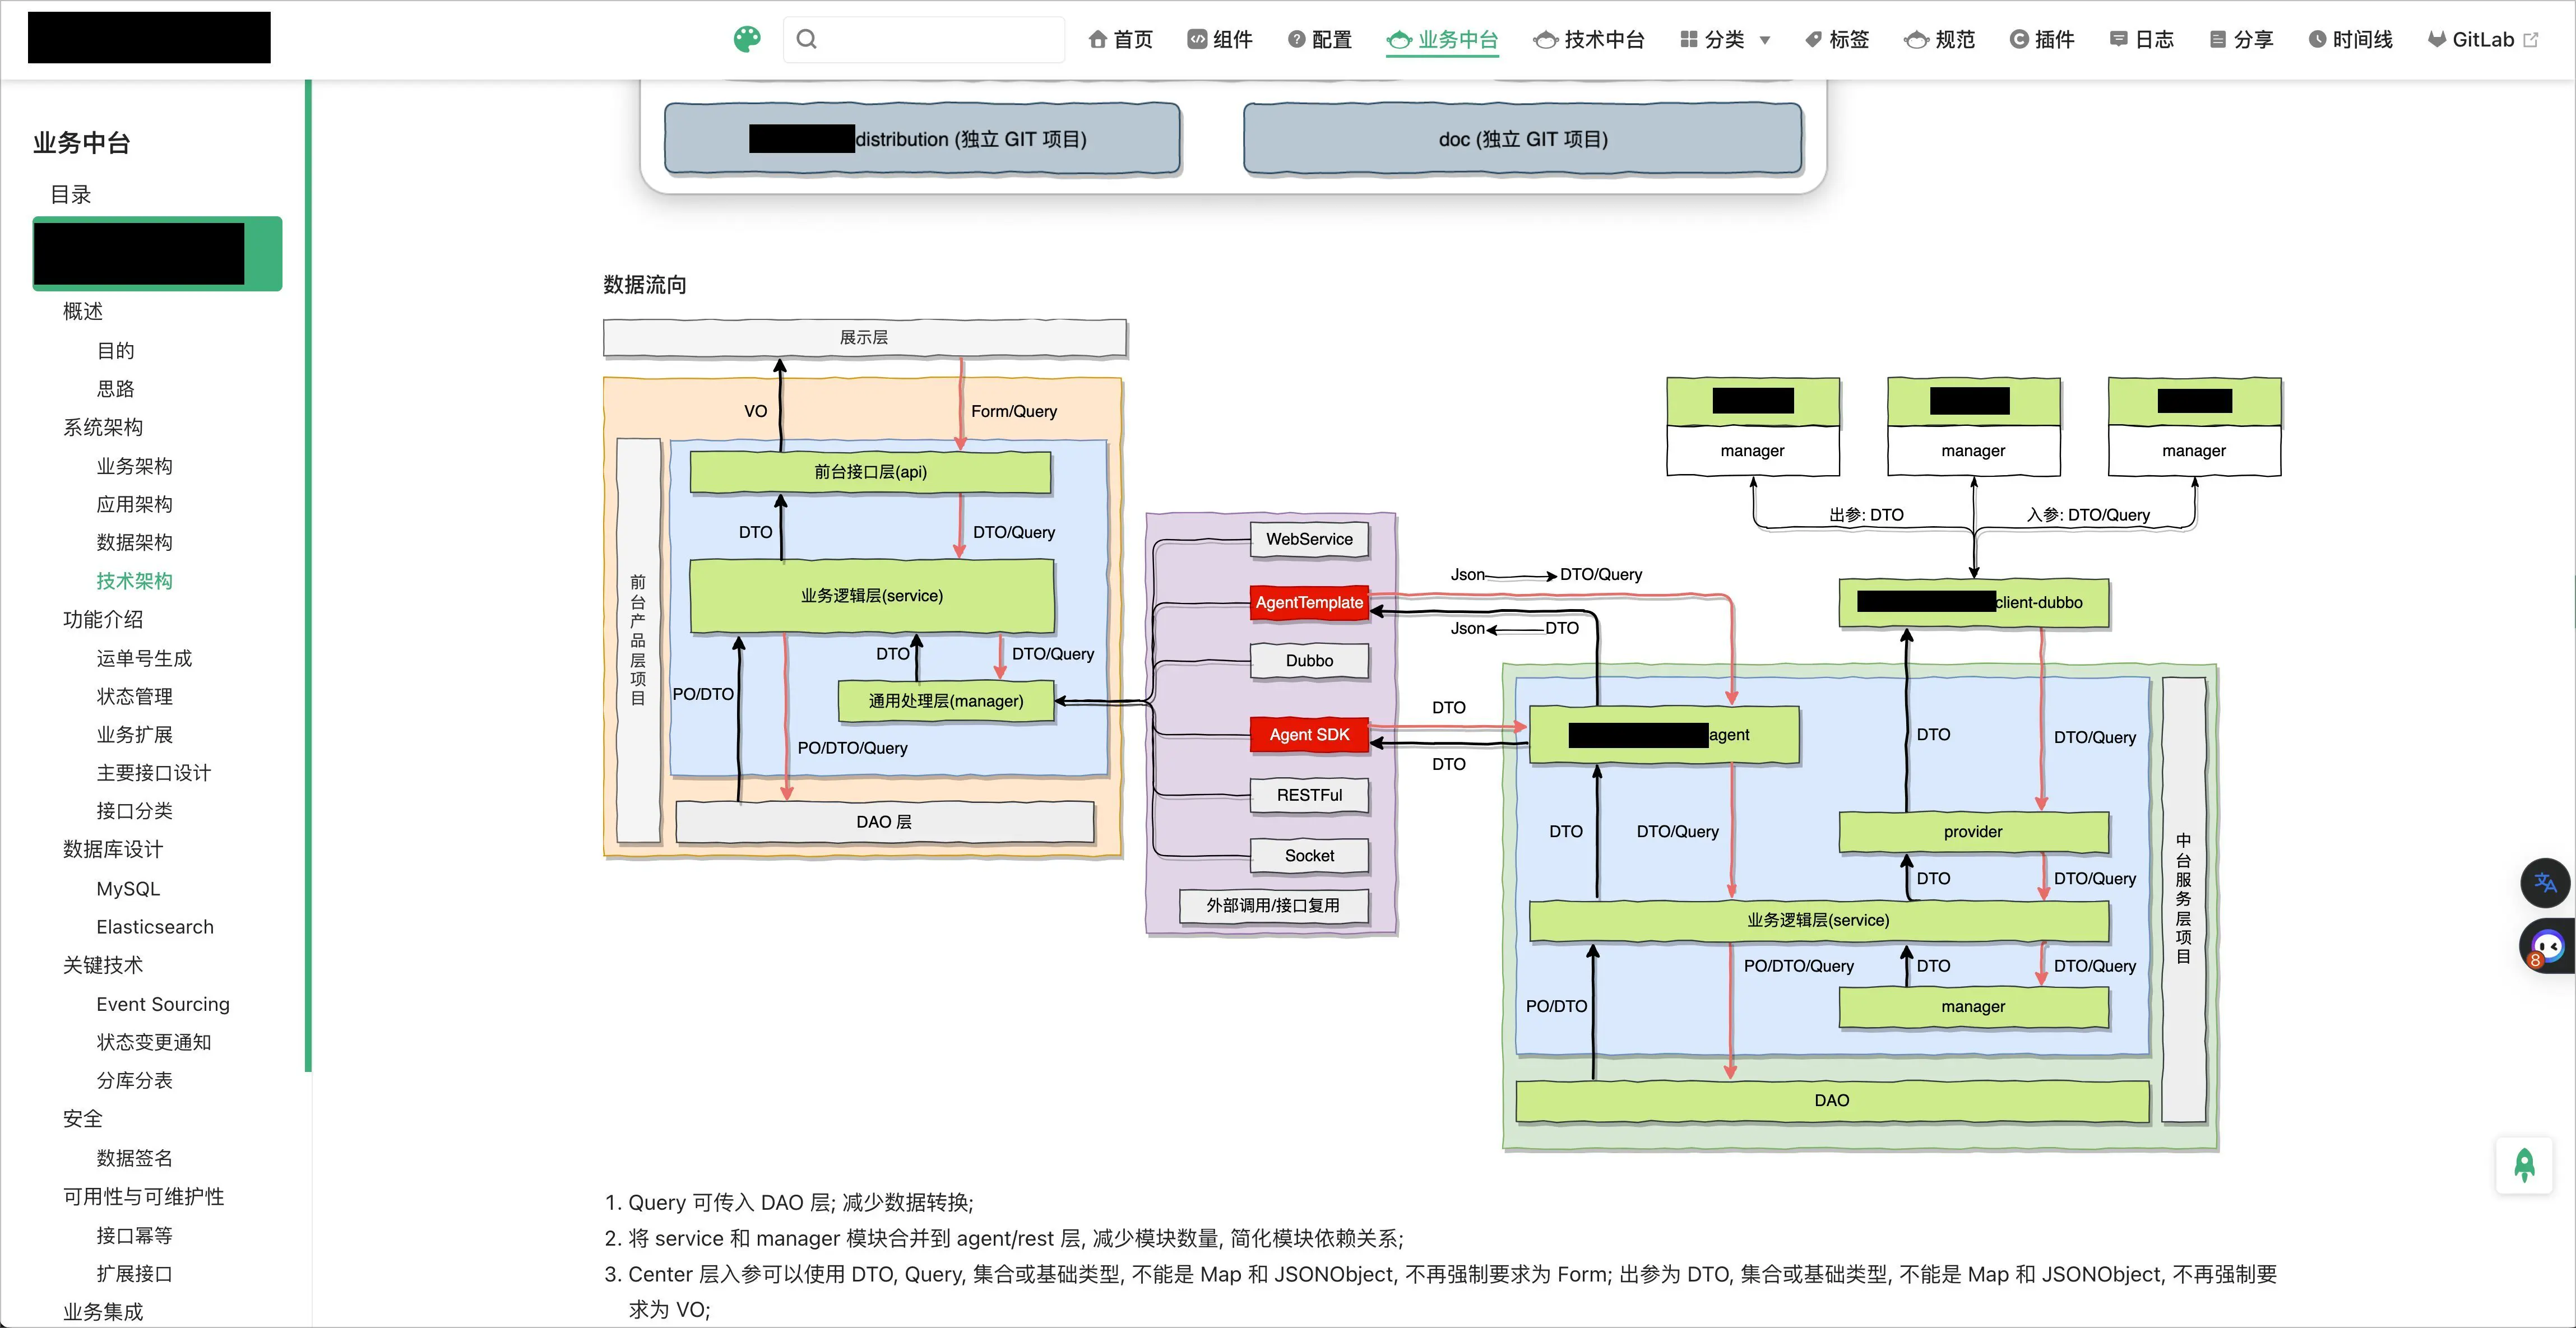 首页 组件 配置 业务中台 技术中台 分类 标签 规范 插件 日志 分享 时间线 GitLab
业务中台
目录
概述
目的
思路
系统架构
业务架构
应用架构
数据架构
技术架构
功能介绍
运单号生成
状态管理
业务扩展
主要接口设计
接口分类
数据库设计
MySQL
Elasticsearch
关键技术
Event Sourcing
状态变更通知
分库分表
安全
数据签名
可用性与可维护性
接口幂等
扩展接口
业务集成
distribution (独立 GIT 项目)
doc (独立 GIT 项目)
数据流向
展示层
VO
Form/Query
前台产品层项目
前台接口层(api)
DTO
DTO/Query
业务逻辑层(service)
DTO
DTO/Query
PO/DTO
通用处理层(manager)
PO/DTO/Query
DAO 层
WebService
AgentTemplate
Dubbo
Agent SDK
RESTFul
Socket
外部调用/接口复用
Json
DTO/Query
Json
DTO
DTO
DTO
manager
manager
manager
出参: DTO
入参: DTO/Query
client-dubbo
agent
DTO
DTO/Query
DTO
DTO/Query
provider
DTO
DTO/Query
业务逻辑层(service)
PO/DTO
PO/DTO/Query
DTO
DTO/Query
manager
DAO
中台服务层项目
8
1. Query 可传入 DAO 层; 减少数据转换;
2. 将 service 和 manager 模块合并到 agent/rest 层, 减少模块数量, 简化模块依赖关系;
3. Center 层入参可以使用 DTO, Query, 集合或基础类型, 不能是 Map 和 JSONObject, 不再强制要求为 Form; 出参为 DTO, 集合或基础类型, 不能是 Map 和 JSONObject, 不再强制要
求为 VO;